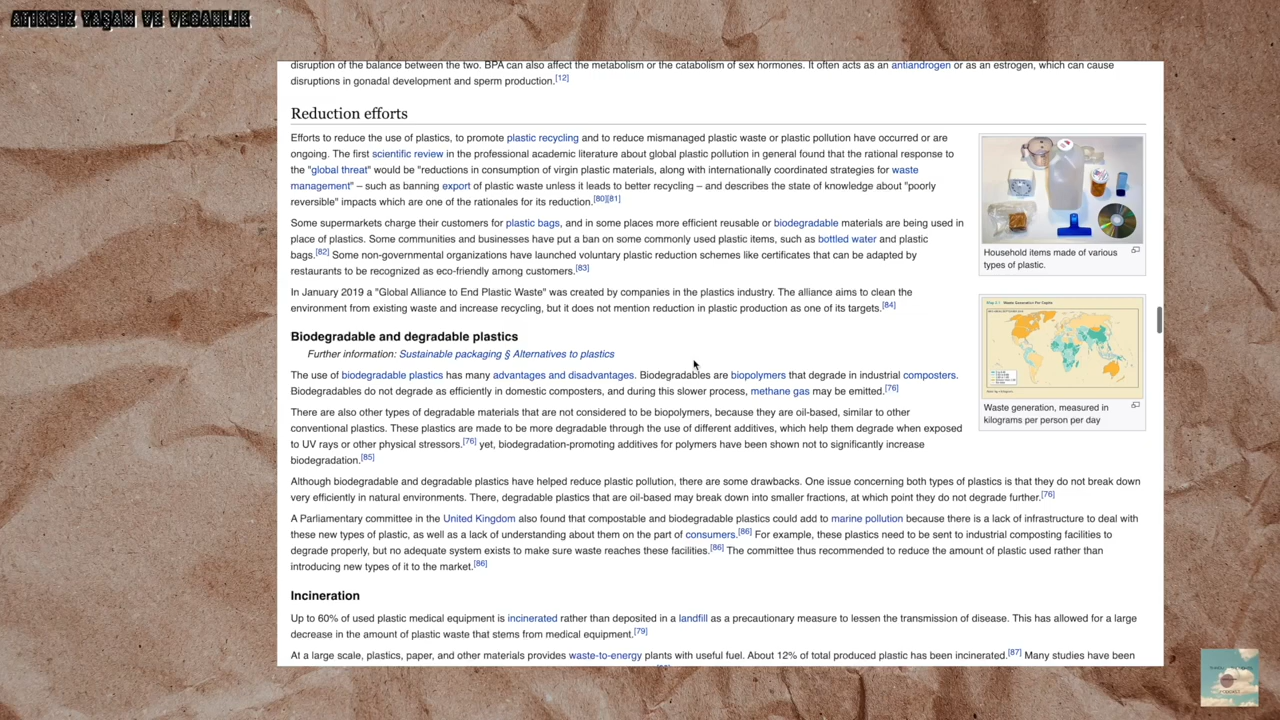 ATIKSIZ YAŞAM VE VEGANLIK
disruption of the balance between the two. BPA can also affect the metabolism or the catabolism of sex hormones. It often acts as an antiandrogen or as an estrogen, which can cause
disruptions in gonadal development and sperm production.[12]
Reduction efforts
Efforts to reduce the use of plastics, to promote plastic recycling and to reduce mismanaged plastic waste or plastic pollution have occurred or are
ongoing. The first scientific review in the professional academic literature about global plastic pollution in general found that the rational response to
the "global threat" would be "reductions in consumption of virgin plastic materials, along with internationally coordinated strategies for waste
management" – such as banning export of plastic waste unless it leads to better recycling – and describes the state of knowledge about "poorly
reversible" impacts which are one of the rationales for its reduction.[80][81]
Some supermarkets charge their customers for plastic bags, and in some places more efficient reusable or biodegradable materials are being used in
place of plastics. Some communities and businesses have put a ban on some commonly used plastic items, such as bottled water and plastic
bags.[82] Some non-governmental organizations have launched voluntary plastic reduction schemes like certificates that can be adapted by
restaurants to be recognized as eco-friendly among customers.[83]
In January 2019 a "Global Alliance to End Plastic Waste" was created by companies in the plastics industry. The alliance aims to clean the
environment from existing waste and increase recycling, but it does not mention reduction in plastic production as one of its targets.[84]
Household items made of various
types of plastic.
Waste generation, measured in
kilograms per person per day
Biodegradable and degradable plastics
Further information: Sustainable packaging § Alternatives to plastics
The use of biodegradable plastics has many advantages and disadvantages. Biodegradables are biopolymers that degrade in industrial composters.
Biodegradables do not degrade as efficiently in domestic composters, and during this slower process, methane gas may be emitted.[76]
There are also other types of degradable materials that are not considered to be biopolymers, because they are oil-based, similar to other
conventional plastics. These plastics are made to be more degradable through the use of different additives, which help them degrade when exposed
to UV rays or other physical stressors.[76] yet, biodegradation-promoting additives for polymers have been shown not to significantly increase
biodegradation.[85]
Although biodegradable and degradable plastics have helped reduce plastic pollution, there are some drawbacks. One issue concerning both types of plastics is that they do not break down
very efficiently in natural environments. There, degradable plastics that are oil-based may break down into smaller fractions, at which point they do not degrade further.[76]
A Parliamentary committee in the United Kingdom also found that compostable and biodegradable plastics could add to marine pollution because there is a lack of infrastructure to deal with
these new types of plastic, as well as a lack of understanding about them on the part of consumers.[86] For example, these plastics need to be sent to industrial composting facilities to
degrade properly, but no adequate system exists to make sure waste reaches these facilities.[86] The committee thus recommended to reduce the amount of plastic used rather than
introducing new types of it to the market.[86]
Incineration
Up to 60% of used plastic medical equipment is incinerated rather than deposited in a landfill as a precautionary measure to lessen the transmission of disease. This has allowed for a large
decrease in the amount of plastic waste that stems from medical equipment.[79]
At a large scale, plastics, paper, and other materials provides waste-to-energy plants with useful fuel. About 12% of total produced plastic has been incinerated.[87] Many studies have been